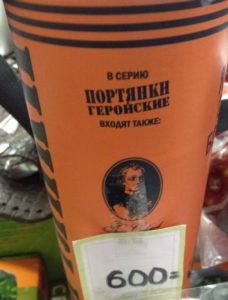 В СЕРИЮ
ПОРТЯНКИ
ГЕРОЙСКИЕ
ВХОДЯТ ТАКЖЕ:
600=